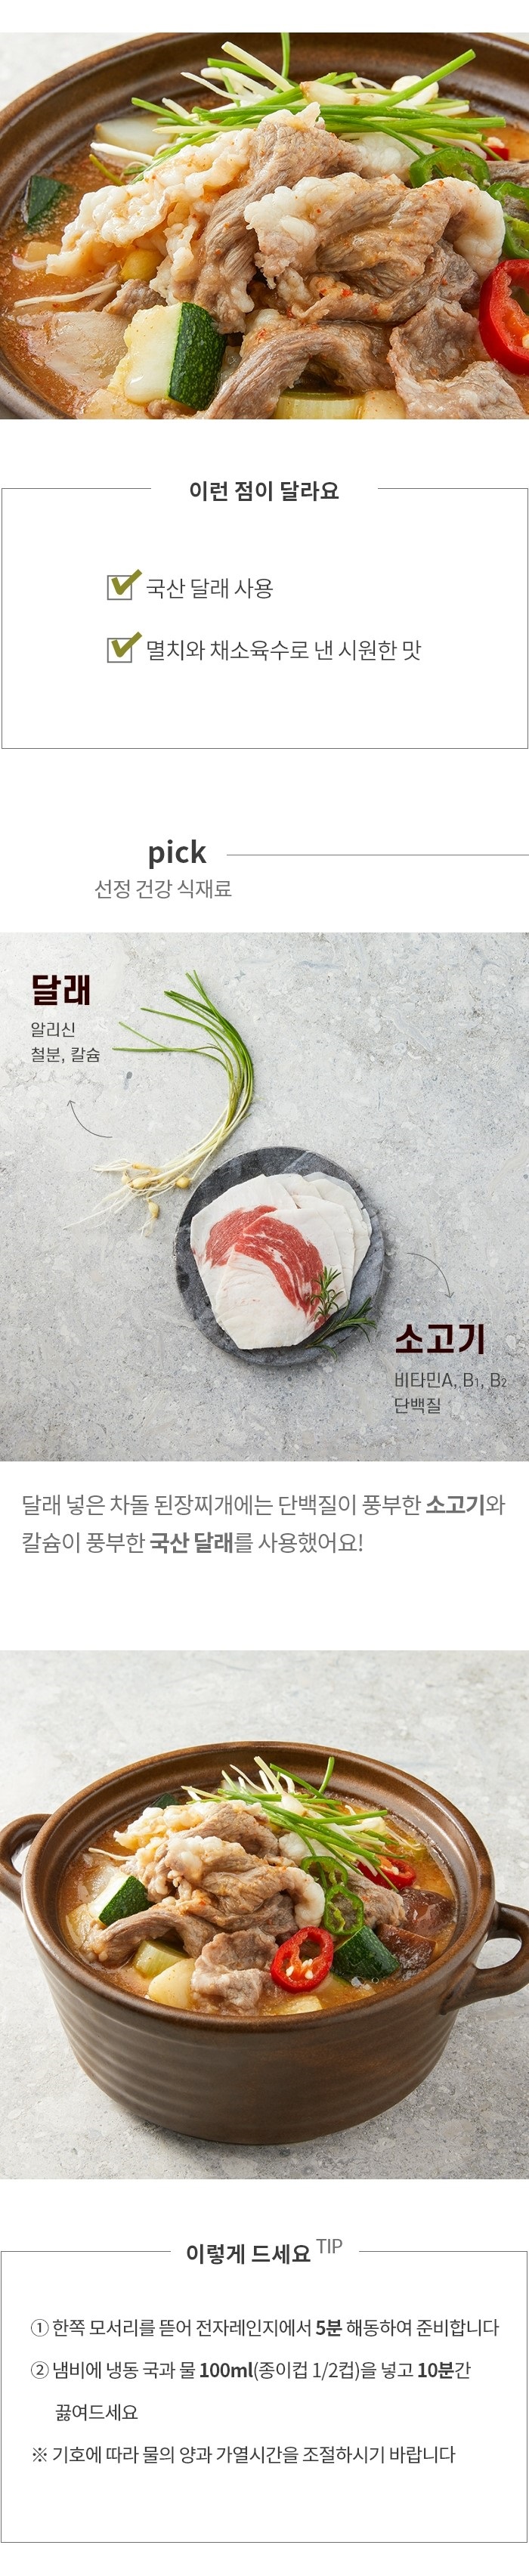 이런 점이 달라요
국산 달래 사용
멸치와 채소육수로 낸 시원한 맛
pick
선정 건강 식재료
달래
알리신
철분, 칼슘
소고기
비타민A, B₁, B₂
단백질
달래 넣은 차돌 된장찌개에는 단백질이 풍부한 소고기와
칼슘이 풍부한 국산 달래를 사용했어요!
이렇게 드세요 TIP
① 한쪽 모서리를 뜯어 전자레인지에서 5분 해동하여 준비합니다
② 냄비에 냉동 국과 물 100ml(종이컵 1/2컵)을 넣고 10분간
끓여드세요
※ 기호에 따라 물의 양과 가열시간을 조절하시기 바랍니다